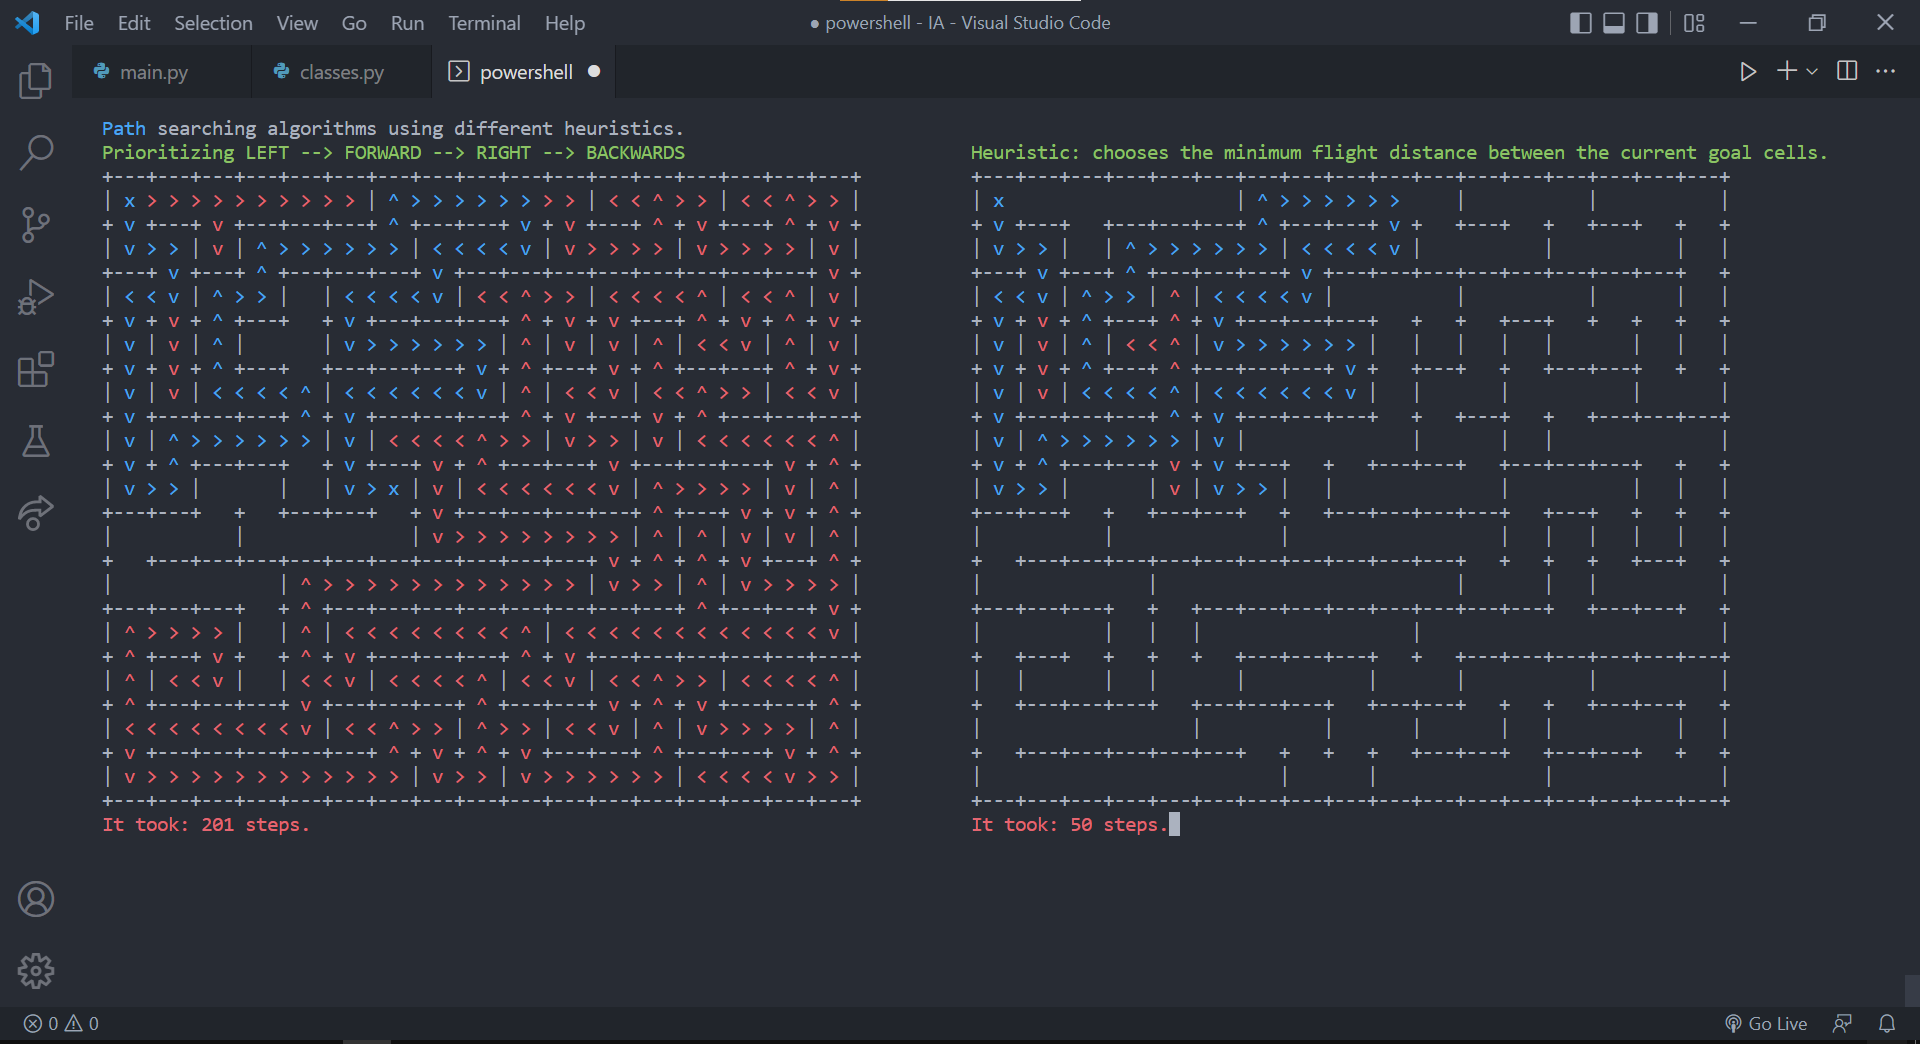 File Edit Selection View Go Run Terminal Help
● powershell - IA - Visual Studio Code
main.py
classes.py
powershell
Path searching algorithms using different heuristics.
Prioritizing LEFT --> FORWARD --> RIGHT --> BACKWARDS
It took: 201 steps.
Heuristic: chooses the minimum flight distance between the current goal cells.
It took: 50 steps.
0 0
Go Live